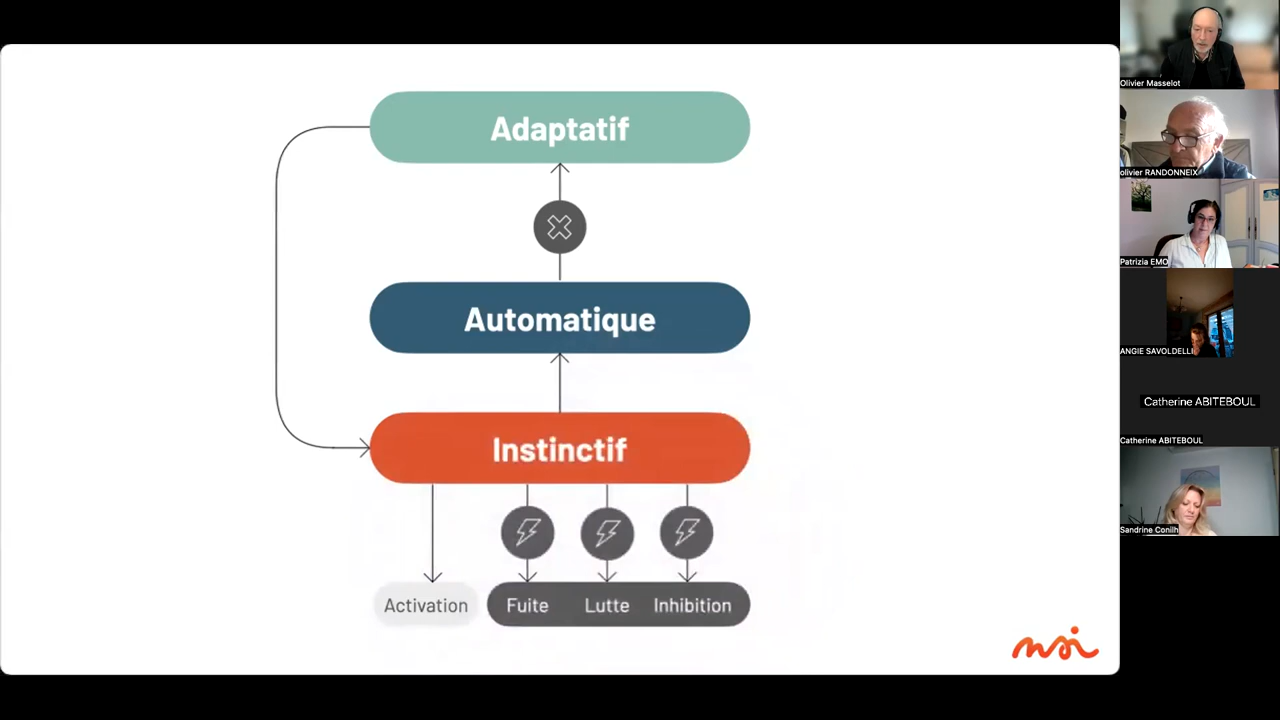 Adaptatif
Automatique
Instinctif
Activation
Fuite
Lutte
Inhibition
nsi
Olivier Masselot
olivier RANDONNEIX
Patrizia EMO
ANGIE SAVOLDELLI
Catherine ABITEBOUL
Catherine ABITEBOUL
Sandrine Conilh